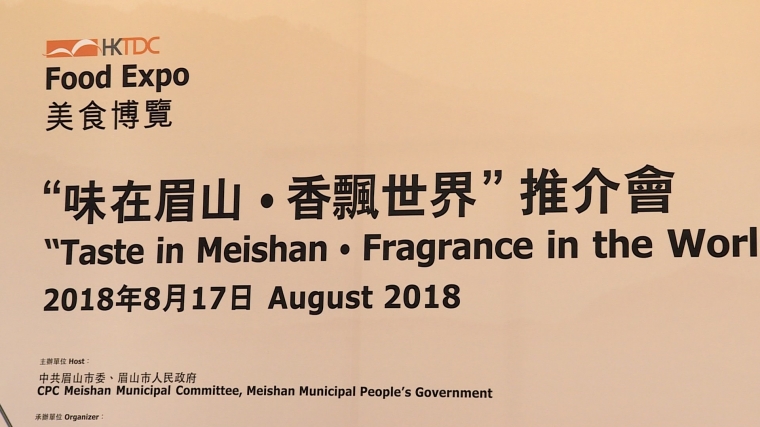 HKTDC
Food Expo
美食博覽
“味在眉山•香飄世界”推介會
“Taste in Meishan • Fragrance in the Worl
2018年8月17日 August 2018
主辦單位 Host：
中共眉山市委、眉山市人民政府
CPC Meishan Municipal Committee, Meishan Municipal People's Government
承辦單位 Organizer：